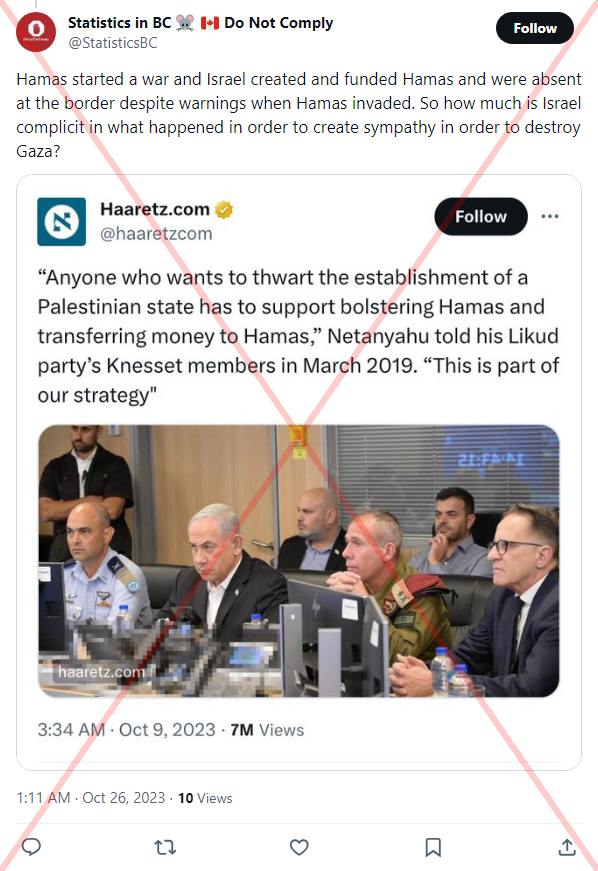 Statistics in BC 🐭 🇨🇦 Do Not Comply
@StatisticsBC
Follow
Hamas started a war and Israel created and funded Hamas and were absent
at the border despite warnings when Hamas invaded. So how much is Israel
complicit in what happened in order to create sympathy in order to destroy
Gaza?
Haaretz.com
@haaretzcom
Follow
“Anyone who wants to thwart the establishment of a
Palestinian state has to support bolstering Hamas and
transferring money to Hamas,” Netanyahu told his Likud
party’s Knesset members in March 2019. “This is part of
our strategy"
hp
haaretz.com
3:34 AM · Oct 9, 2023 · 7M Views
1:11 AM · Oct 26, 2023 · 10 Views